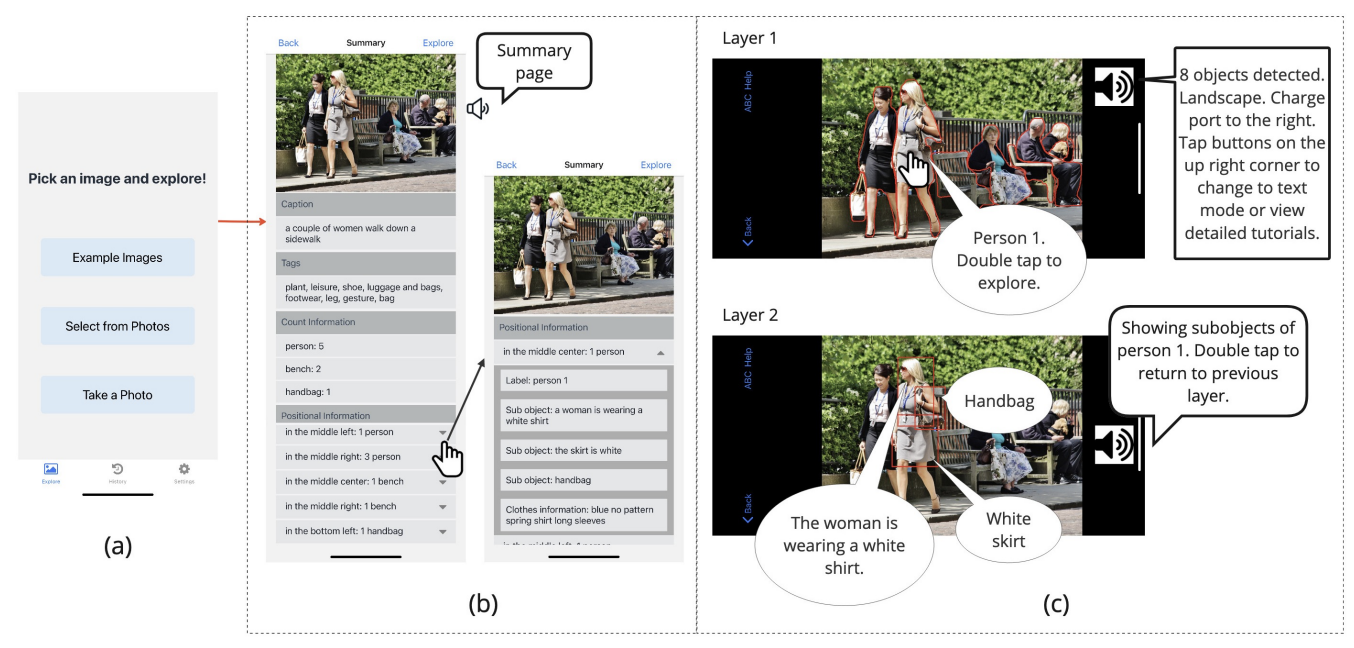 Pick an image and explore!
Example Images
Select from Photos
Take a Photo
Explore
History
Settings
(a)
Back
Summary
Explore
Summary
page
Caption
a couple of women walk down a
sidewalk
Tags
plant, leisure, shoe, luggage and bags,
footwear, leg, gesture, bag
Count Information
person: 5
bench: 2
handbag: 1
Positional Information
in the middle left: 1 person
in the middle right: 3 person
in the middle center: 1 bench
in the middle right: 1 bench
in the bottom left: 1 handbag
Back
Summary
Explore
Positional Information
in the middle center: 1 person
Label: person 1
Sub object: a woman is wearing a
white shirt
Sub object: the skirt is white
Sub object: handbag
Clothes information: blue no pattern
spring shirt long sleeves
in the middle left: 1 person
(b)
Layer 1
ABC Help
Back
Person 1.
Double tap to
explore.
8 objects detected.
Landscape. Charge
port to the right.
Tap buttons on the
up right corner to
change to text
mode or view
detailed tutorials.
Layer 2
ABC Help
Back
Handbag
The woman is
wearing a white
shirt.
White
skirt
Showing subobjects of
person 1. Double tap to
return to previous
layer.
(c)